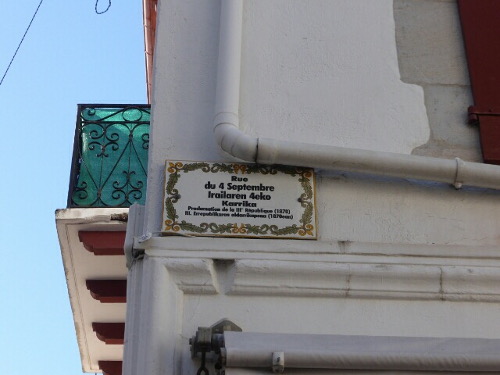 Rue
du 4 Septembre
Irailaren 4eko
Karrika
Proclamation de la IIIe République (1870)
III. Errepublikaren aldarrikapena (1870ean)